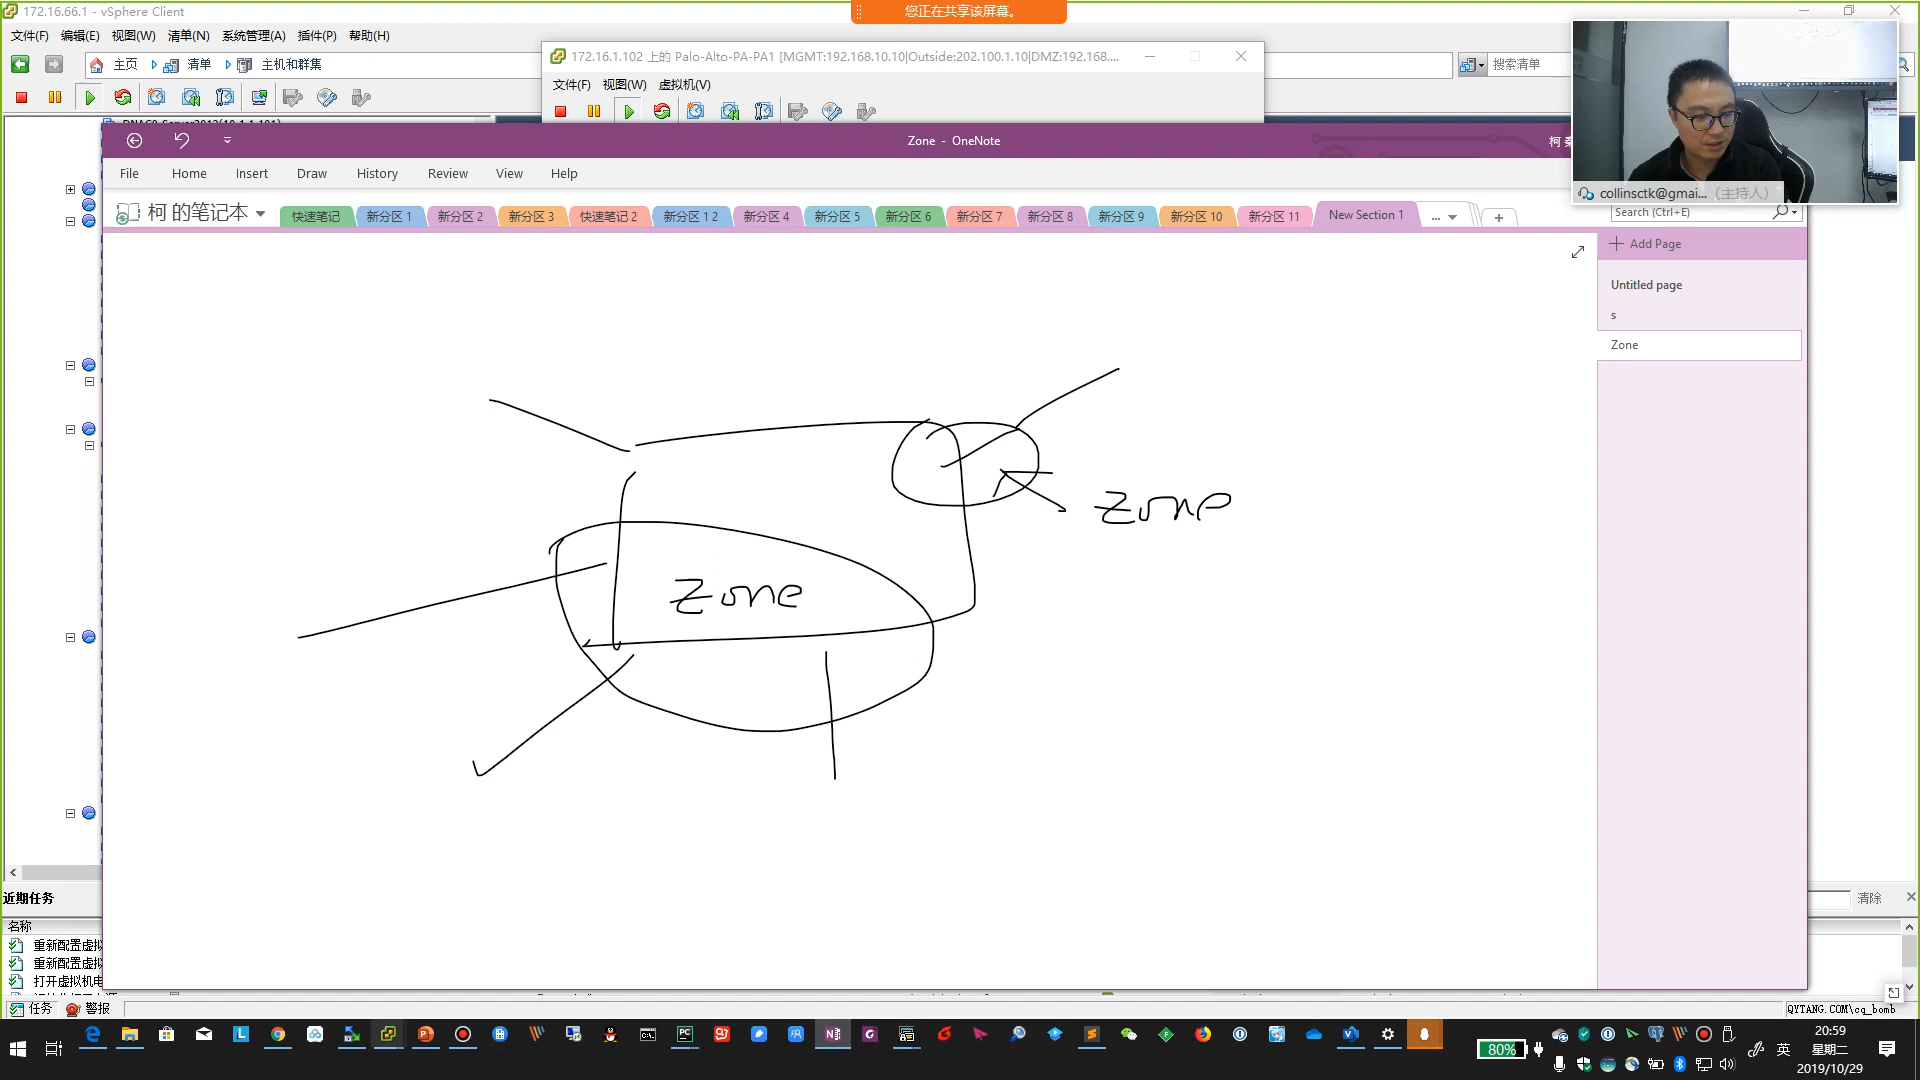 172.16.66.1 - vSphere Client
您正在共享该屏幕。
文件(F) 编辑(E) 视图(W) 清单(N) 系统管理(A) 插件(P) 帮助(H)
172.16.1.102 上的 Palo-Alto-PA-PA1 [MGMT:192.168.10.10|Outside:202.100.1.10|DMZ:192.168....
主页 清单 主机和群集
搜索清单
文件(F) 视图(W) 虚拟机(V)
Zone - OneNote
柯
File Home Insert Draw History Review View Help
collinsctk@gmai... （主持人）
柯 的笔记本
快速笔记 新分区 1 新分区 2 新分区 3 快速笔记 2 新分区 1 2 新分区 4 新分区 5 新分区 6 新分区 7 新分区 8 新分区 9 新分区 10 新分区 11 New Section 1 ...
Search (Ctrl+E)
Add Page
Untitled page
s
Zone
Zone
Zone
近期任务
清除
名称
重新配置虚拟
重新配置虚拟
打开虚拟机电
任务 警报
QYTANG.COM\cq_bomb
80%
英
20:59
星期二
2019/10/29